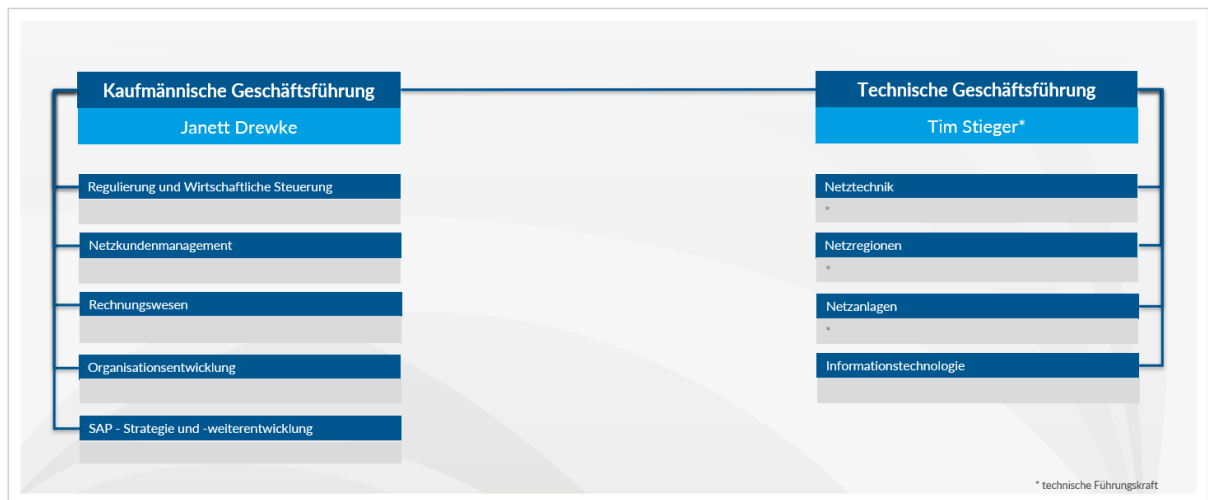 Kaufmännische Geschäftsführung
Janett Drewke
Regulierung und Wirtschaftliche Steuerung
Netzkundenmanagement
Rechnungswesen
Organisationsentwicklung
SAP - Strategie und -weiterentwicklung
Technische Geschäftsführung
Tim Stieger*
Netztechnik
*
Netzregionen
*
Netzanlagen
*
Informationstechnologie
* technische Führungskraft